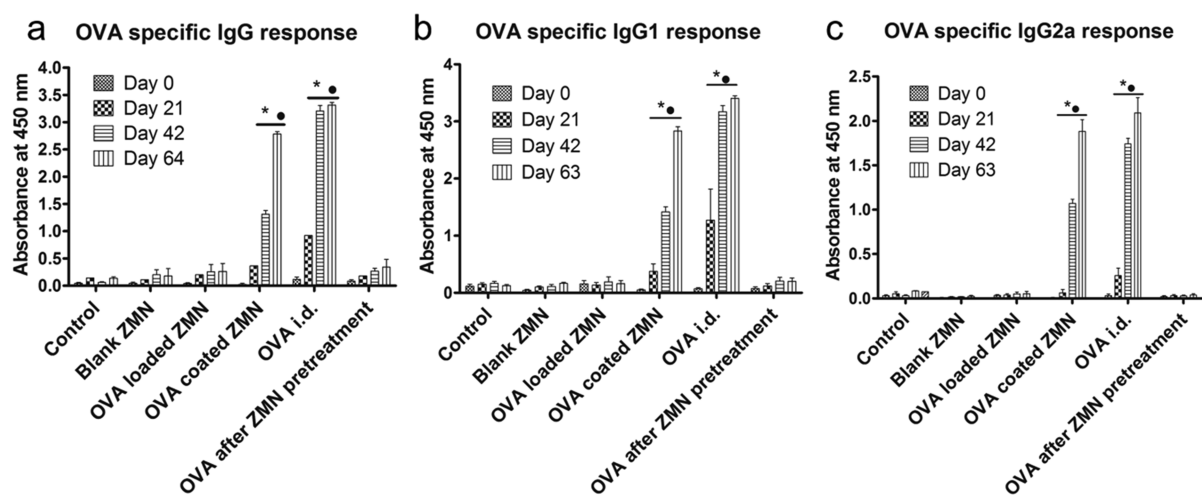 a
OVA specific IgG response
Absorbance at 450 nm
4.0
3.5
3.0
2.5
2.0
1.5
1.0
0.5
0.0
Day 0
Day 21
Day 42
Day 64
*●
*●
Control
Blank ZMN
OVA loaded ZMN
OVA coated ZMN
OVA i.d.
OVA after ZMN pretreatment
b
OVA specific IgG1 response
Absorbance at 450 nm
4
3
2
1
0
Day 0
Day 21
Day 42
Day 63
*●
*●
Control
Blank ZMN
OVA loaded ZMN
OVA coated ZMN
OVA i.d.
OVA after ZMN pretreatment
c
OVA specific IgG2a response
Absorbance at 450 nm
2.5
2.0
1.5
1.0
0.5
0.0
Day 0
Day 21
Day 42
Day 63
*●
*●
Control
Blank ZMN
OVA loaded ZMN
OVA coated ZMN
OVA i.d.
OVA after ZMN pretreatment